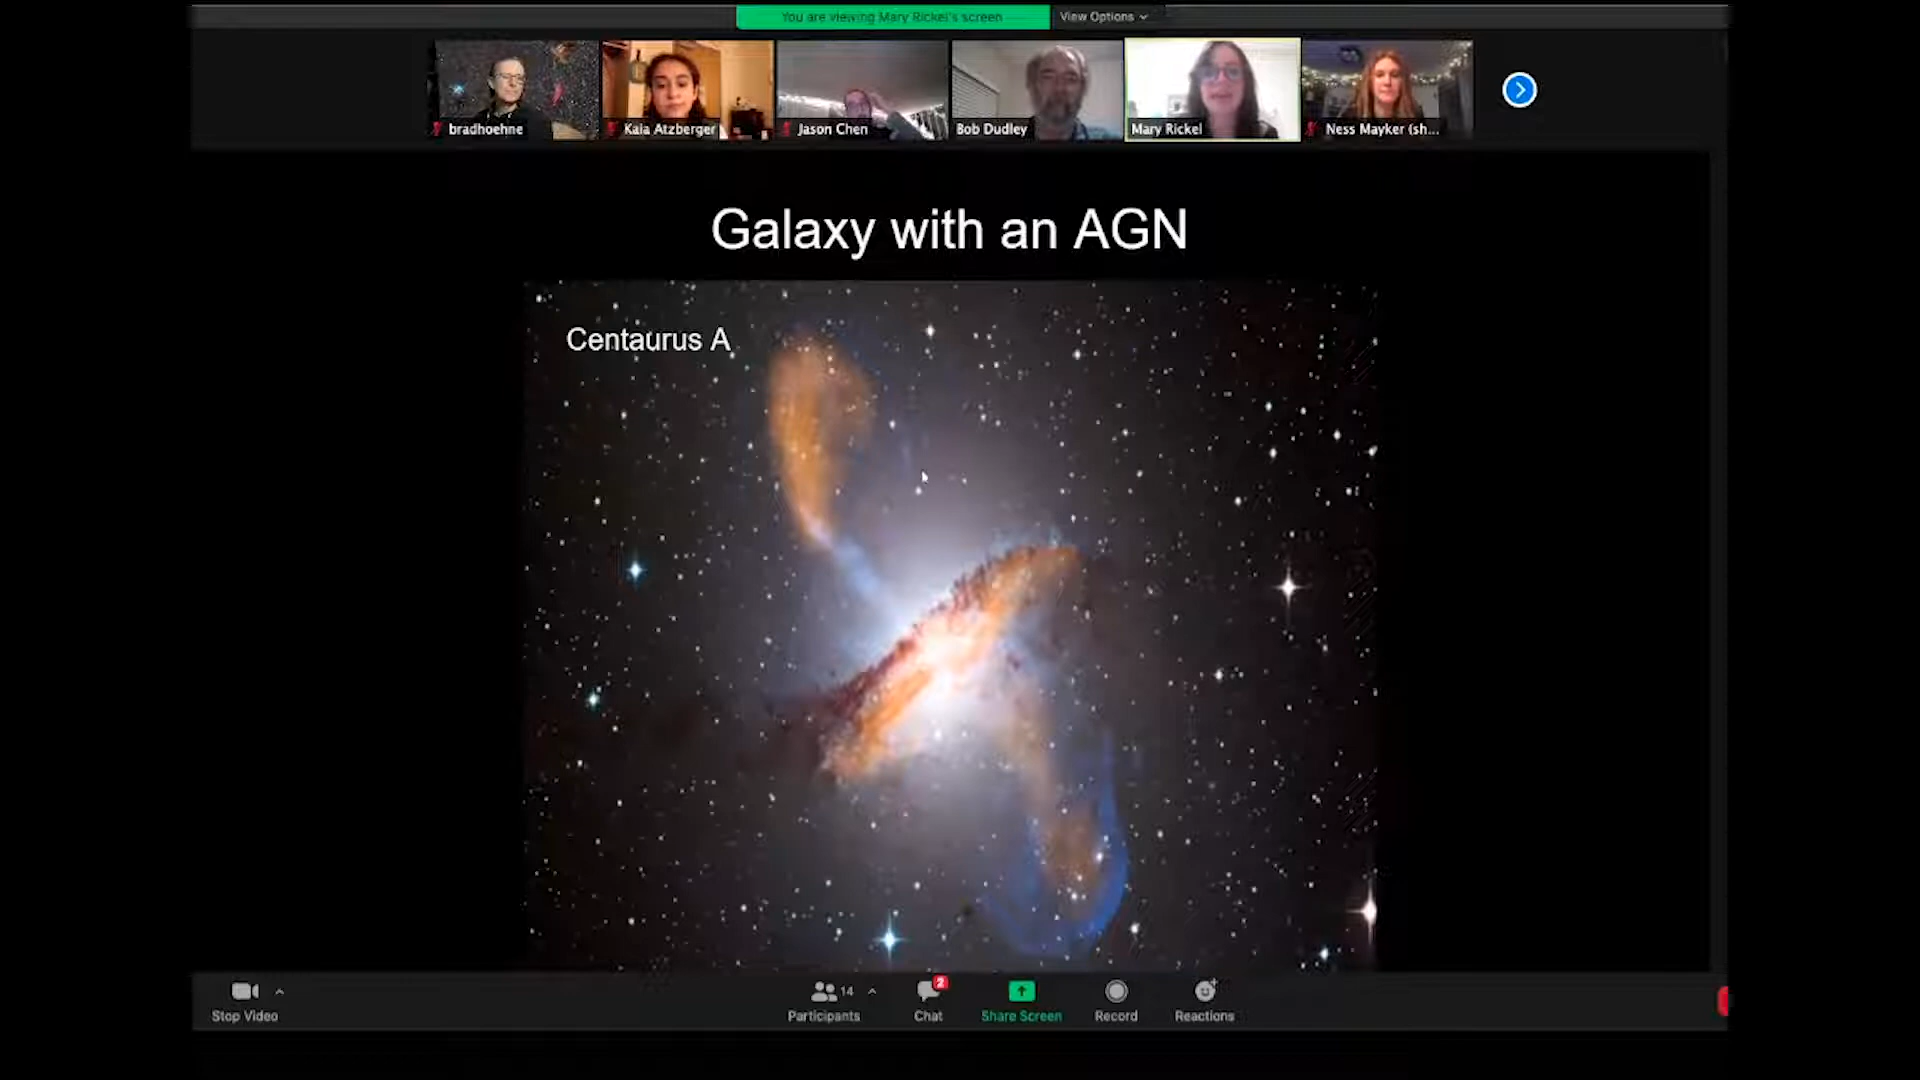 You are viewing Mary Rickel's screen
View Options
bradhoehne
Kaia Atzberger
Jason Chen
Bob Dudley
Mary Rickel
Ness Mayker (sh...
Galaxy with an AGN
Centaurus A
Stop Video
14
Participants
2
Chat
Share Screen
Record
Reactions